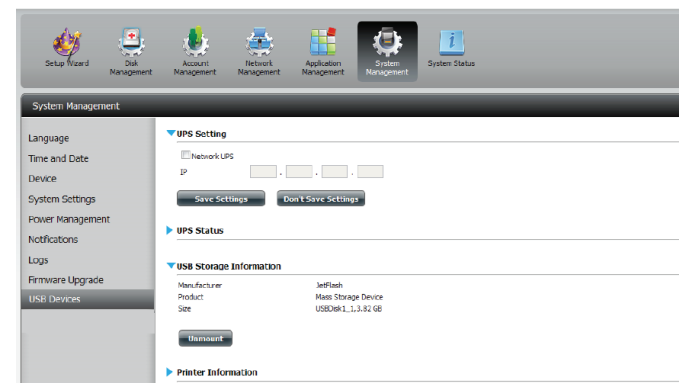 Setup Wizard
Disk Management
Account Management
Network Management
Application Management
System Management
System Status
System Management
Language
Time and Date
Device
System Settings
Power Management
Notifications
Logs
Firmware Upgrade
USB Devices
UPS Setting
Network UPS
IP . . .
Save Settings Don't Save Settings
UPS Status
USB Storage Information
Manufacturer JetFlash
Product Mass Storage Device
Size USBDisk1_1,3.82 GB
Unmount
Printer Information